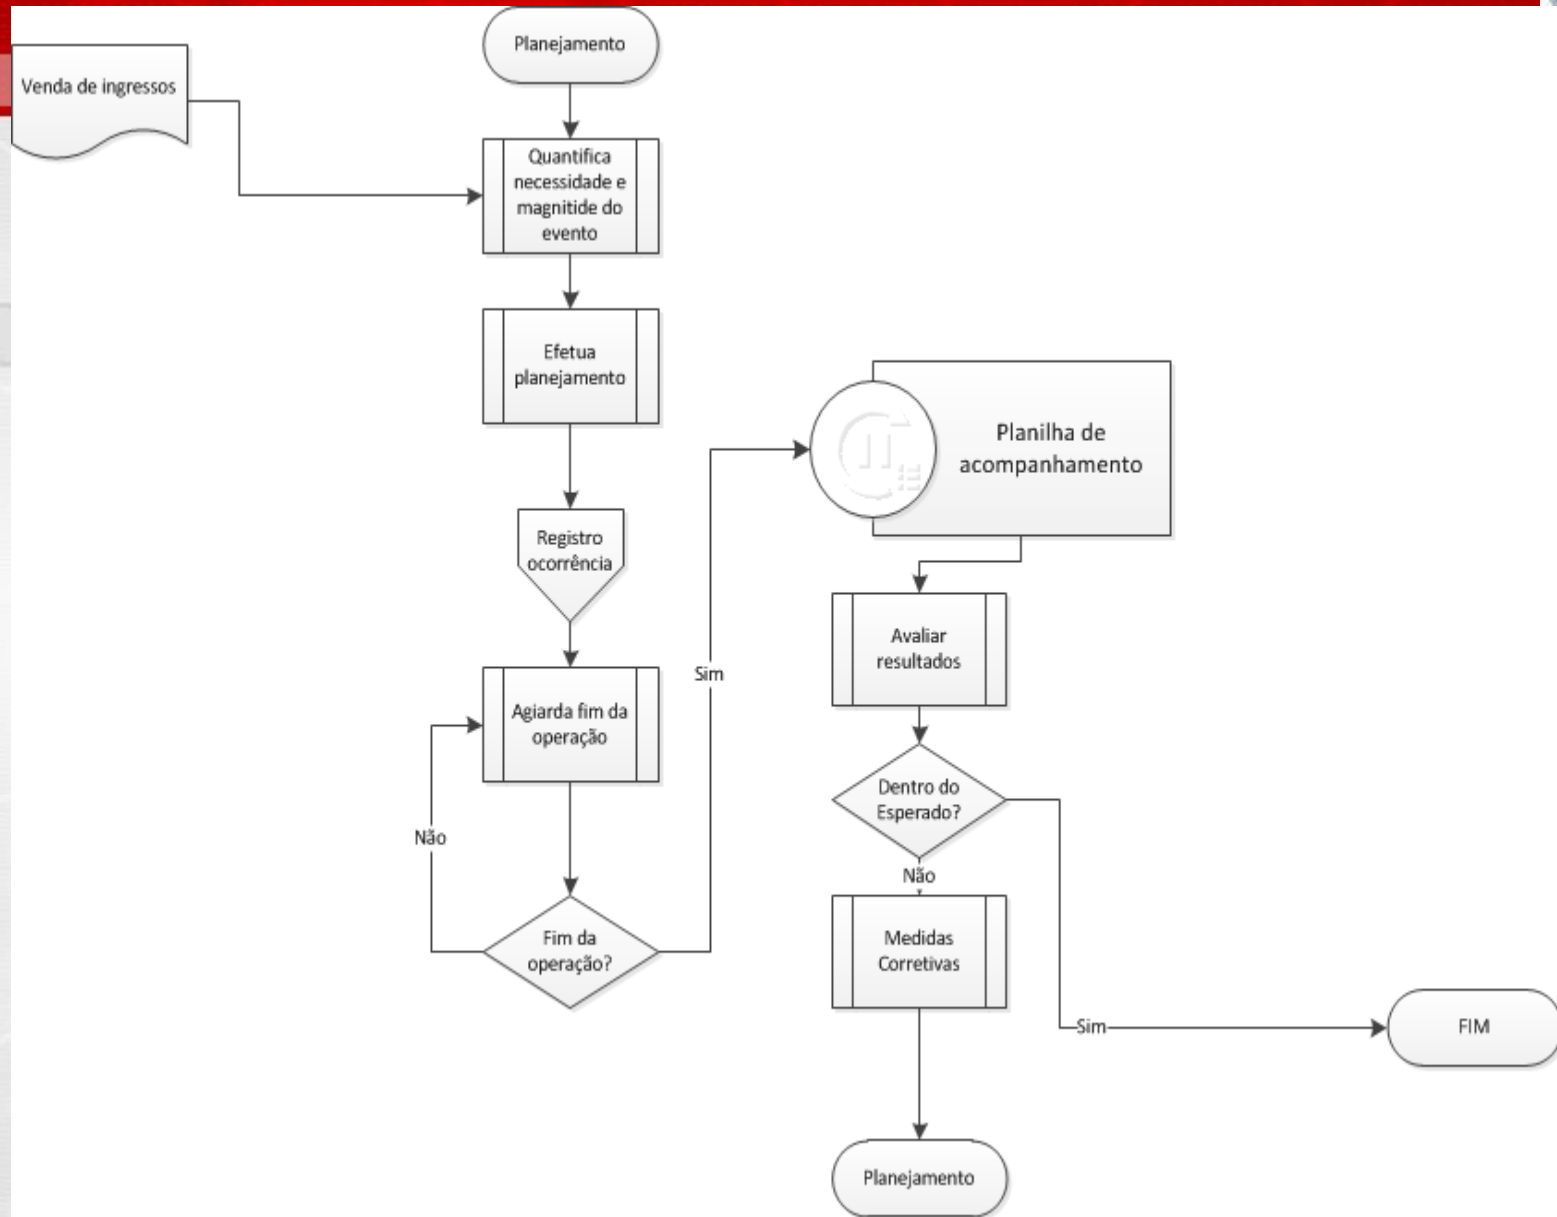 Planejamento
Venda de ingressos
Quantifica
necessidade e
magnitide do
evento
Efetua
planejamento
Registro
ocorrência
Agiarda fim da
operação
Não
Fim da
operação?
Sim
Planilha de
acompanhamento
Avaliar
resultados
Dentro do
Esperado?
Não
Medidas
Corretivas
Sim
FIM
Planejamento